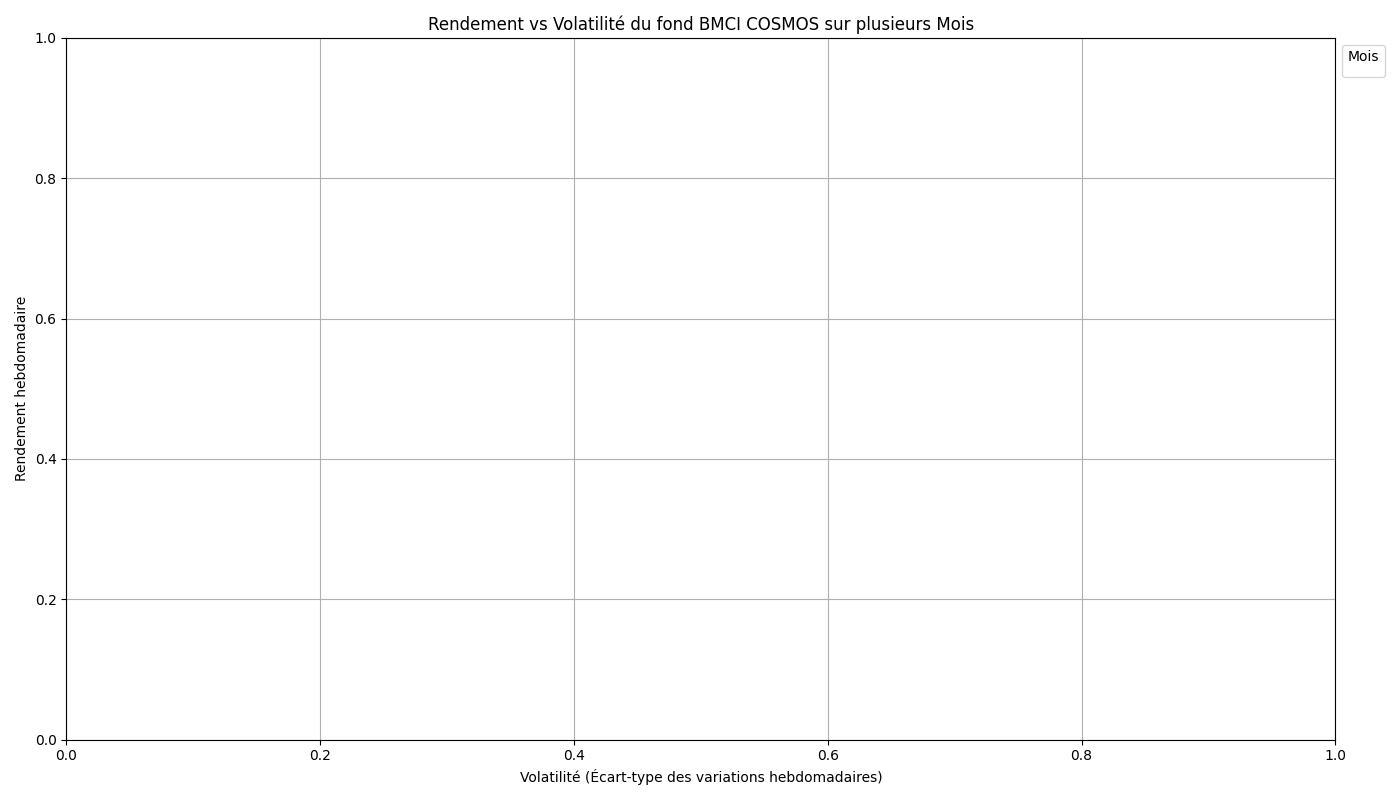 Rendement vs Volatilité du fond BMCI COSMOS sur plusieurs Mois
Mois
1.0
0.8
0.6
0.4
0.2
0.0
Rendement hebdomadaire
0.0 0.2 0.4 0.6 0.8 1.0
Volatilité (Écart-type des variations hebdomadaires)